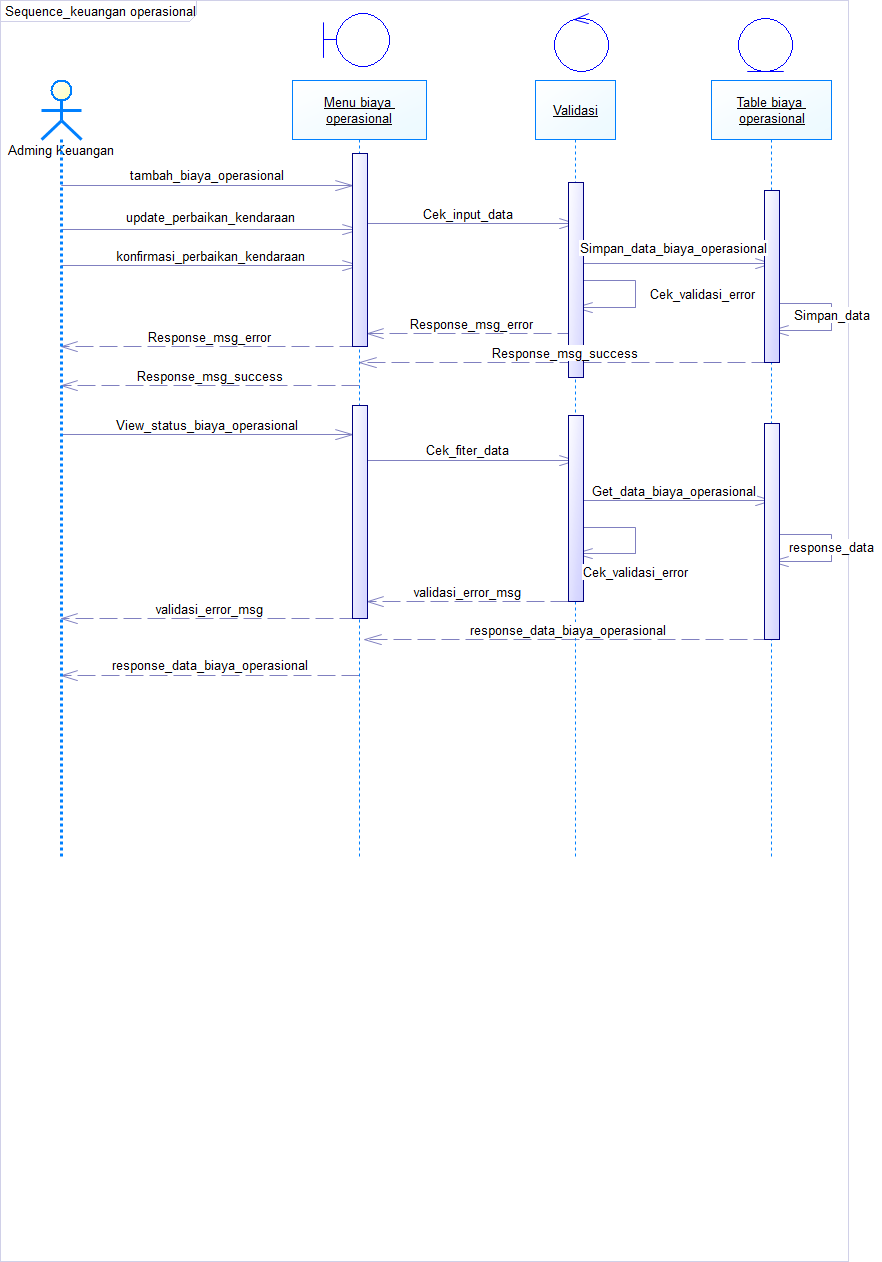 Sequence_keuangan operasional
Menu biaya
operasional
Validasi
Table biaya
operasional
Adming Keuangan
tambah_biaya_operasional
update_perbaikan_kendaraan
Cek_input_data
konfirmasi_perbaikan_kendaraan
Simpan_data_biaya_operasional
Cek_validasi_error
Simpan_data
Response_msg_error
Response_msg_error
Response_msg_success
Response_msg_success
View_status_biaya_operasional
Cek_fiter_data
Get_data_biaya_operasional
response_data
Cek_validasi_error
validasi_error_msg
validasi_error_msg
response_data_biaya_operasional
response_data_biaya_operasional